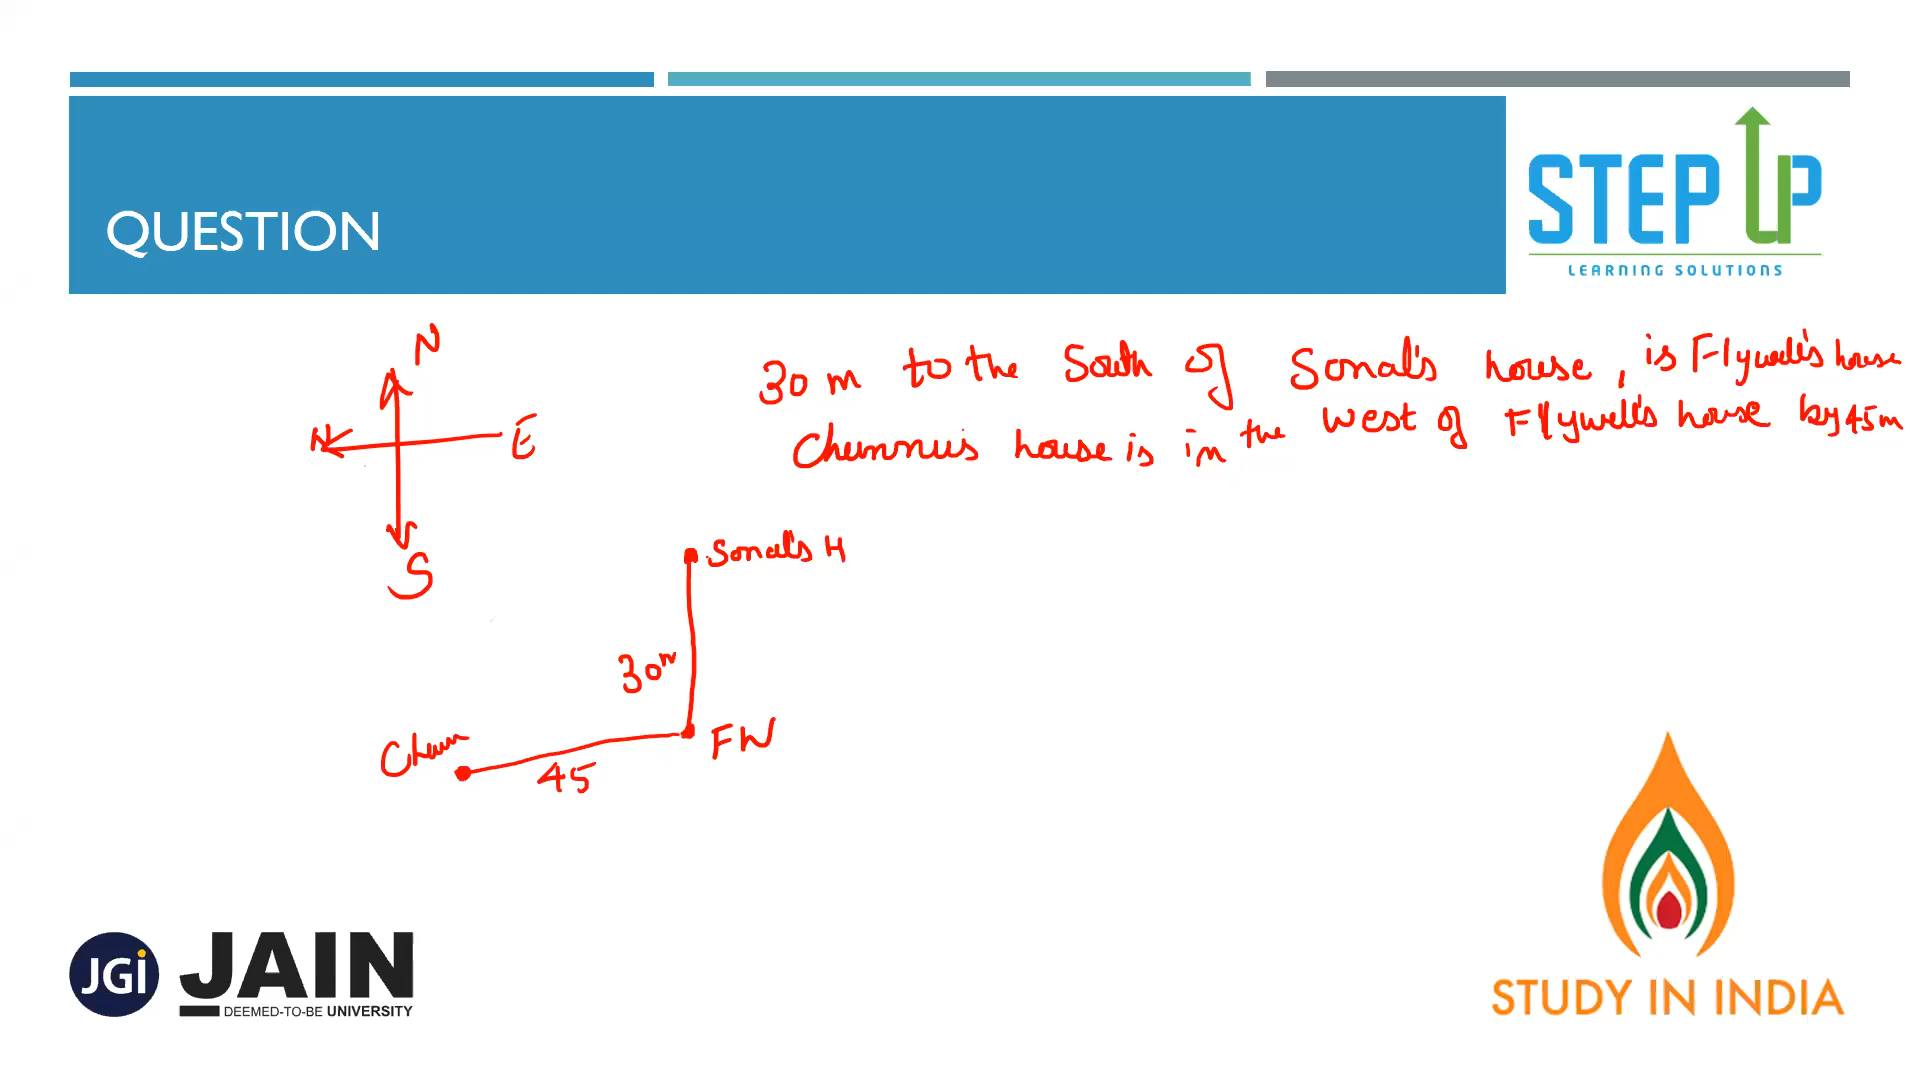 STEP UP
LEARNING SOLUTIONS
QUESTION
N
E
S
30 m to the South of Sonal's house, is Flywell's house
house is in the west of Flywell's house by 45m
Sonal's H
30m
FW
45
JGi JAIN
DEEMED-TO-BE UNIVERSITY
STUDY IN INDIA